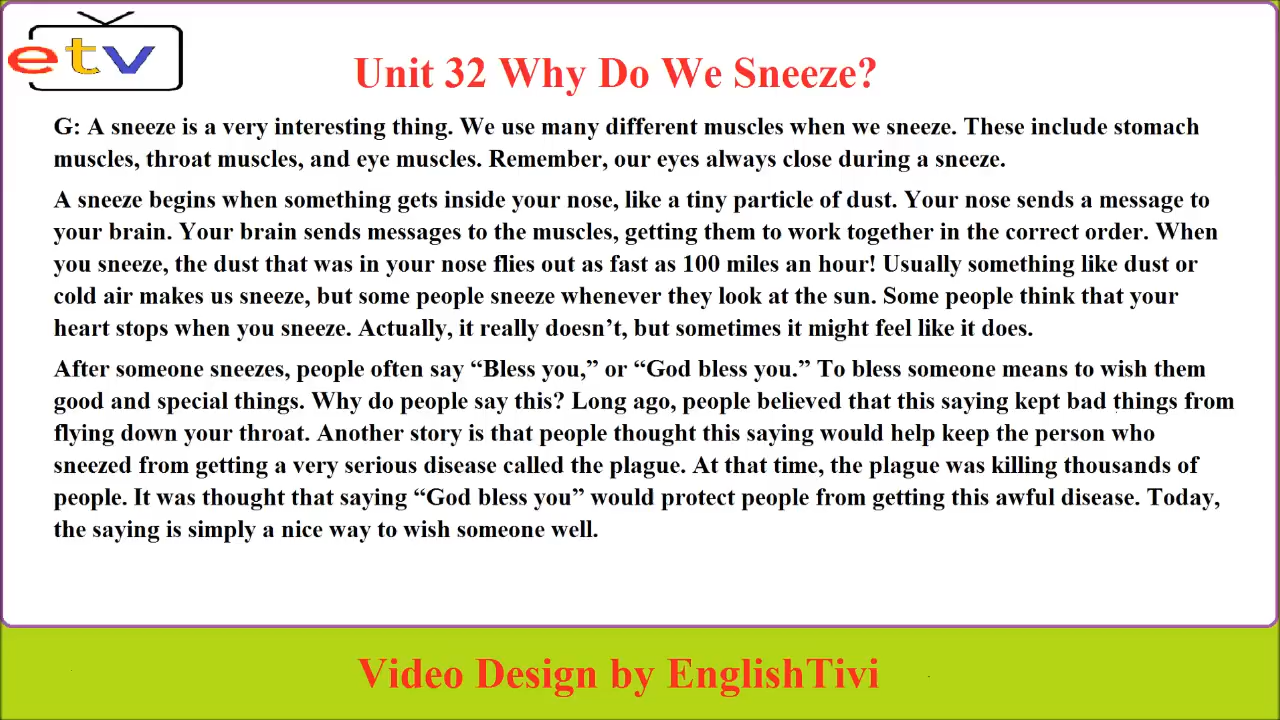 etv
Unit 32 Why Do We Sneeze?
G: A sneeze is a very interesting thing. We use many different muscles when we sneeze. These include stomach
muscles, throat muscles, and eye muscles. Remember, our eyes always close during a sneeze.
A sneeze begins when something gets inside your nose, like a tiny particle of dust. Your nose sends a message to
your brain. Your brain sends messages to the muscles, getting them to work together in the correct order. When
you sneeze, the dust that was in your nose flies out as fast as 100 miles an hour! Usually something like dust or
cold air makes us sneeze, but some people sneeze whenever they look at the sun. Some people think that your
heart stops when you sneeze. Actually, it really doesn’t, but sometimes it might feel like it does.
After someone sneezes, people often say “Bless you,” or “God bless you.” To bless someone means to wish them
good and special things. Why do people say this? Long ago, people believed that this saying kept bad things from
flying down your throat. Another story is that people thought this saying would help keep the person who
sneezed from getting a very serious disease called the plague. At that time, the plague was killing thousands of
people. It was thought that saying “God bless you” would protect people from getting this awful disease. Today,
the saying is simply a nice way to wish someone well.
Video Design by EnglishTivi